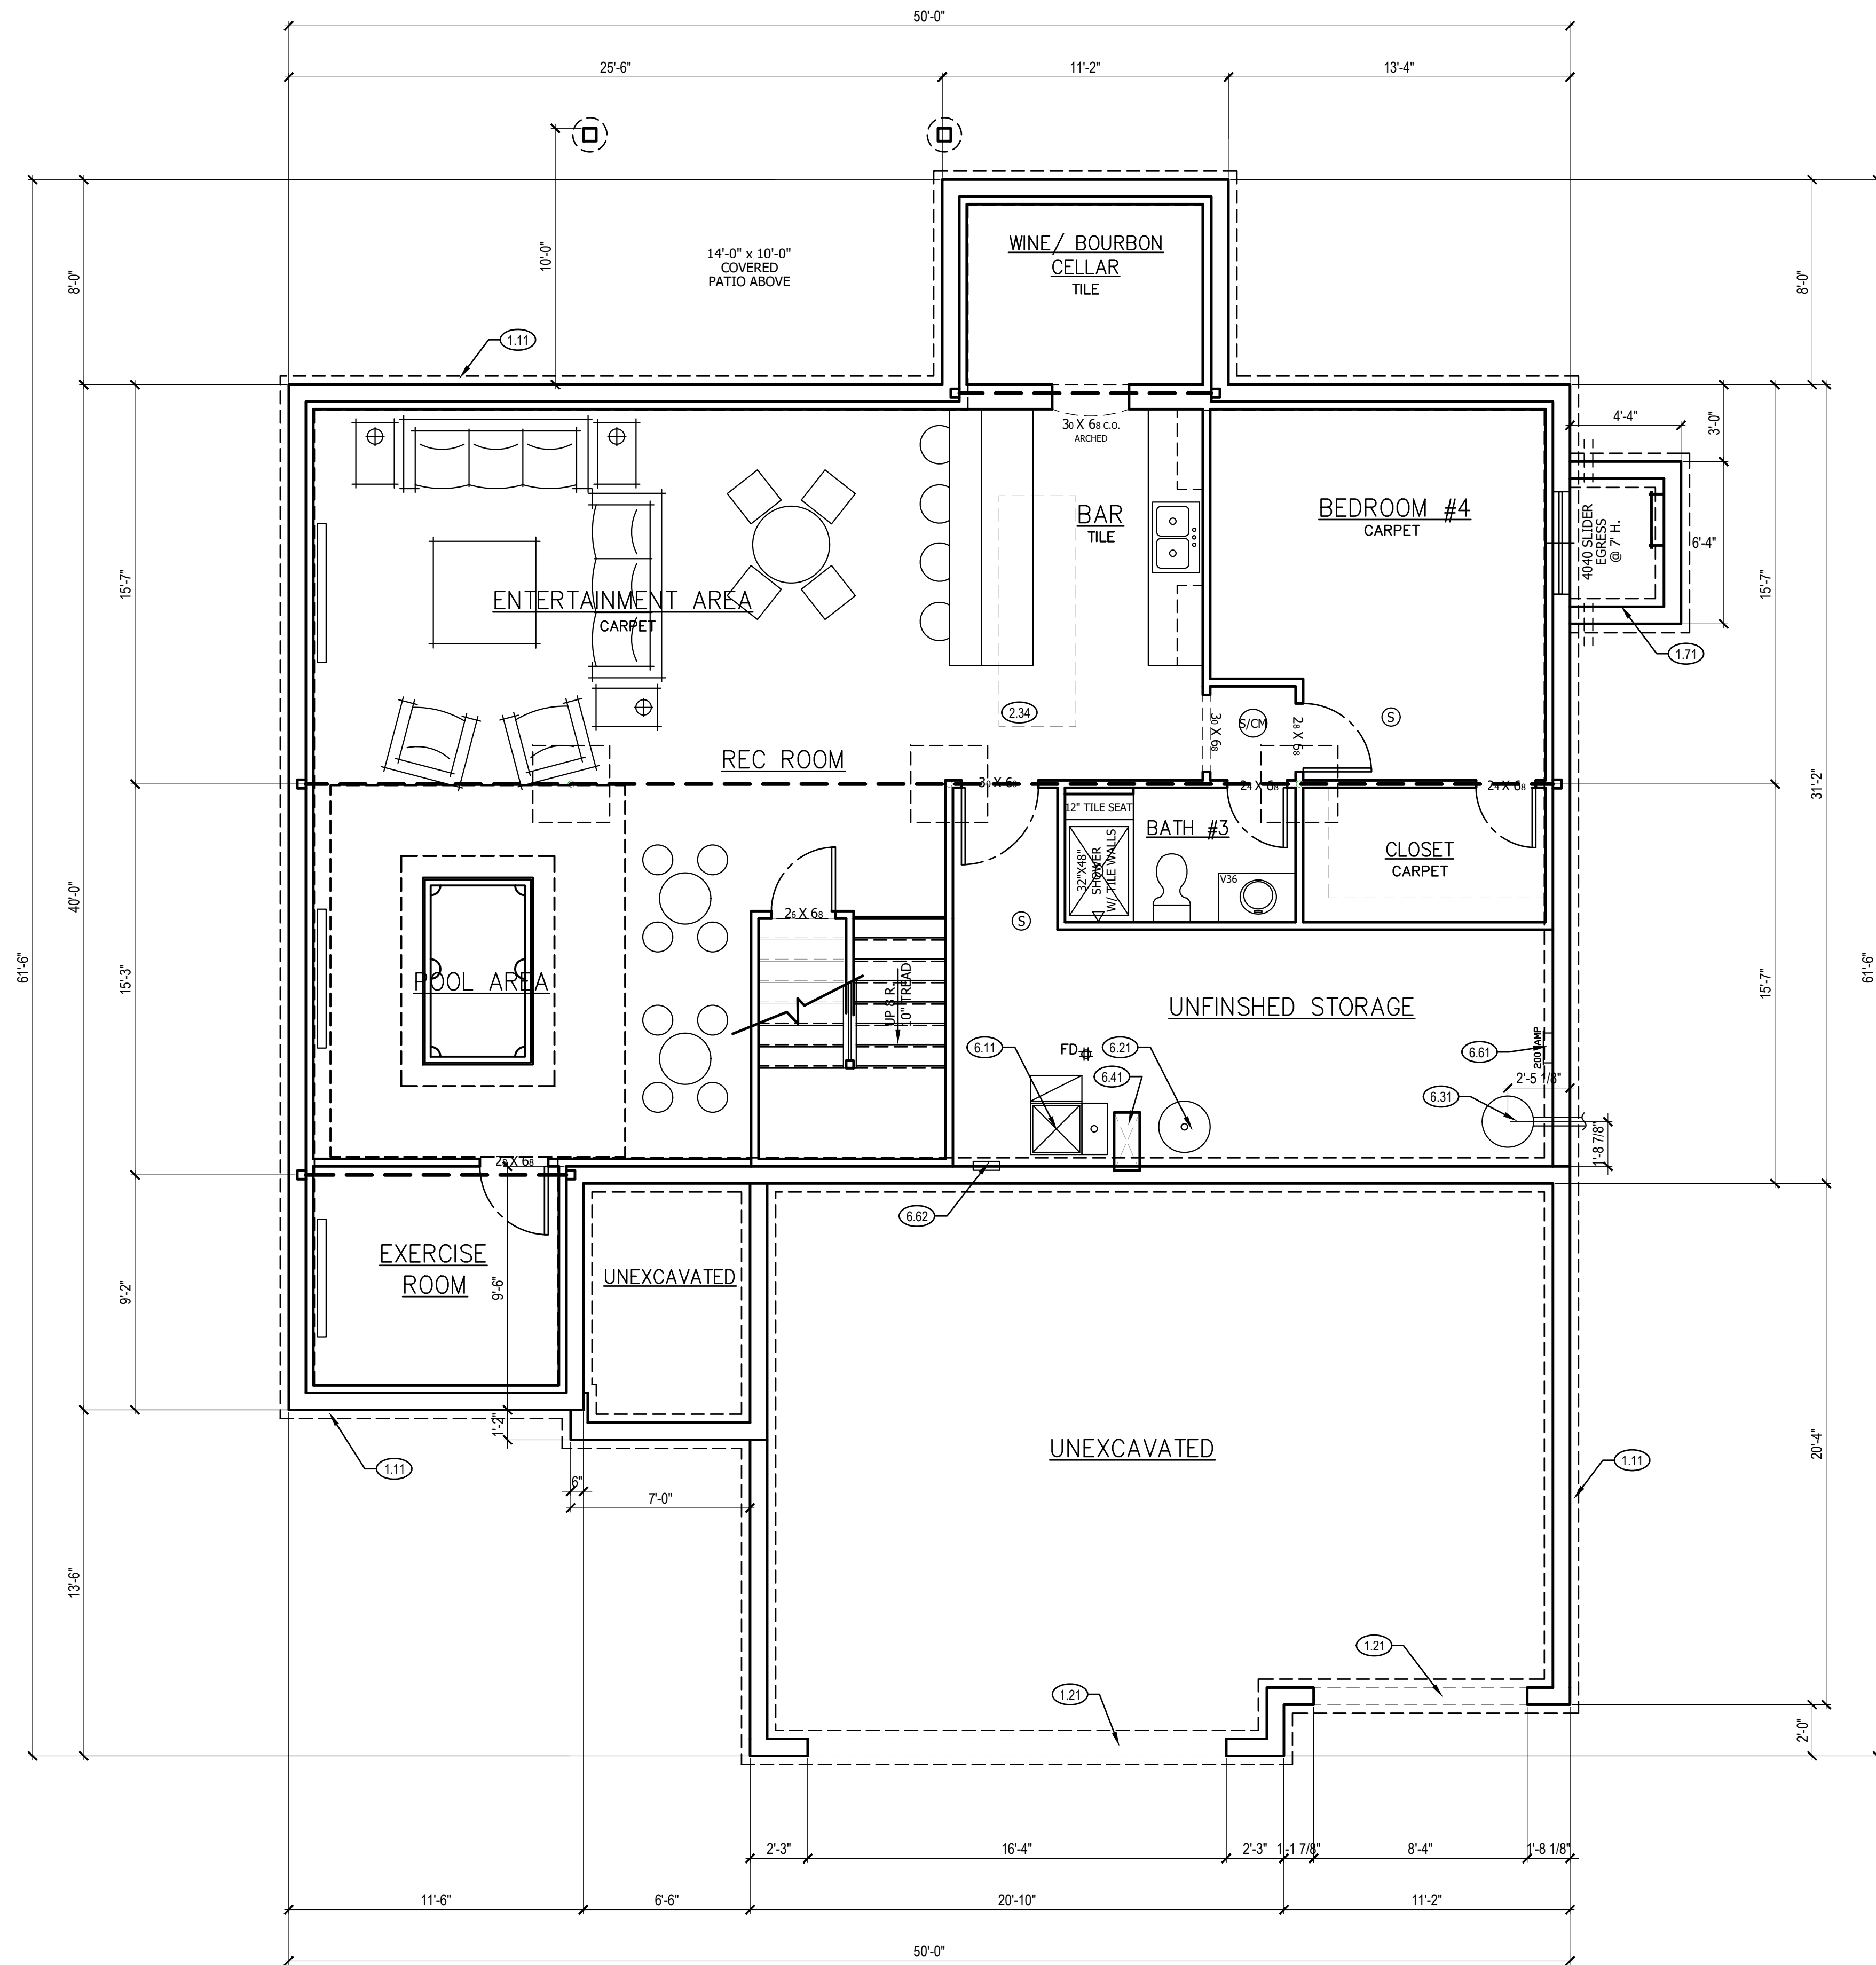 50'-0"
25'-6"
11'-2"
13'-4"
8'-0"
10'-0"
14'-0" x 10'-0"
COVERED
PATIO ABOVE
WINE/ BOURBON
CELLAR
TILE
8'-0"
1.11
4'-4"
3'-0"
30 X 68 C.O.
ARCHED
BAR
TILE
BEDROOM #4
CARPET
4040 SLIDER
EGRESS
@ 7' H.
6'-4"
15'-7"
ENTERTAINMENT AREA
CARPET
15'-7"
1.71
2.34
30 X 68
S/CM
28 X 68
S
REC ROOM
30 X 68
24 X 68
24 X 68
31'-2"
12" TILE SEAT
BATH #3
32"X48"
SHOWER
W/ TILE WALLS
V36
CLOSET
CARPET
40'-0"
26 X 68
S
61'-6"
15'-3"
POOL AREA
UP 8 R.
10" TREAD
UNFINSHED STORAGE
15'-7"
61'-6"
6.11
FD
6.21
6.41
6.61
200 AMP
2'-5 1/8"
6.31
1'-8 7/8"
28 X 68
6.62
EXERCISE
ROOM
9'-6"
9'-2"
UNEXCAVATED
1'-2"
1.11
6"
7'-0"
UNEXCAVATED
1.11
20'-4"
13'-6"
1.21
1.21
2'-0"
2'-3"
16'-4"
2'-3"
1'-1 7/8"
8'-4"
1'-8 1/8"
11'-6"
6'-6"
20'-10"
11'-2"
50'-0"